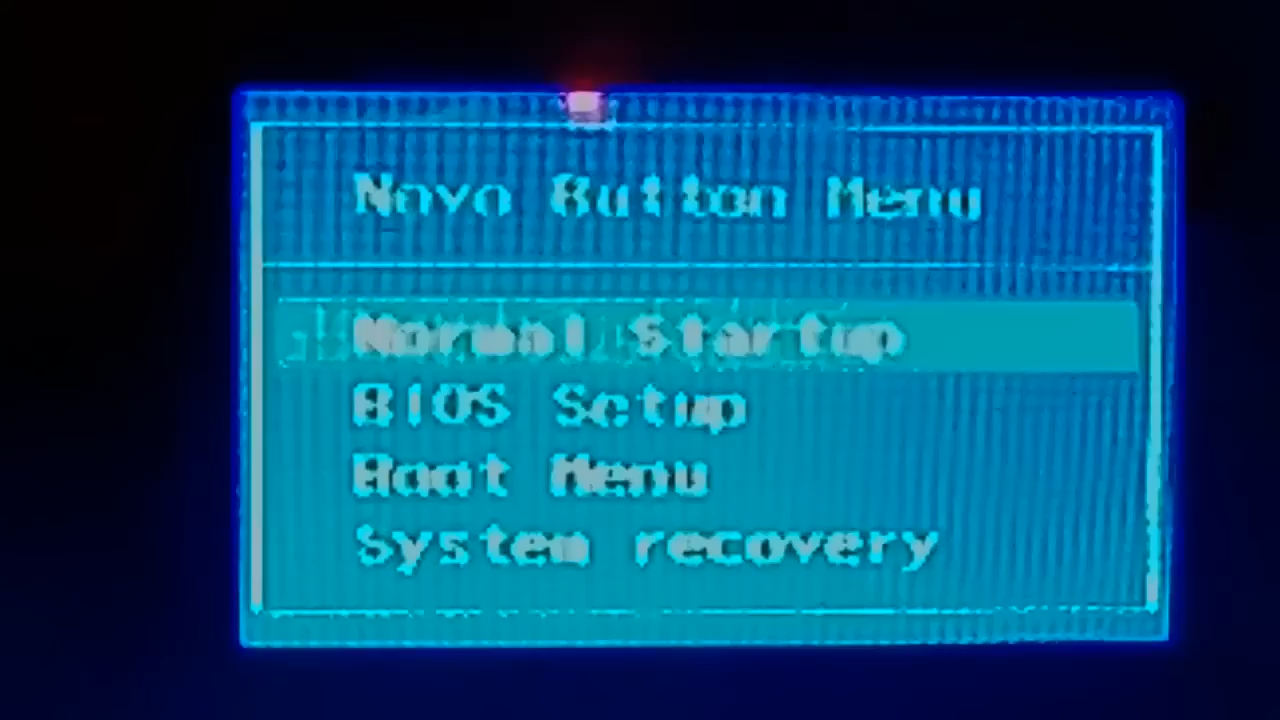 Novo Button Menu
Normal Startup
BIOS Setup
Boot Menu
System recovery